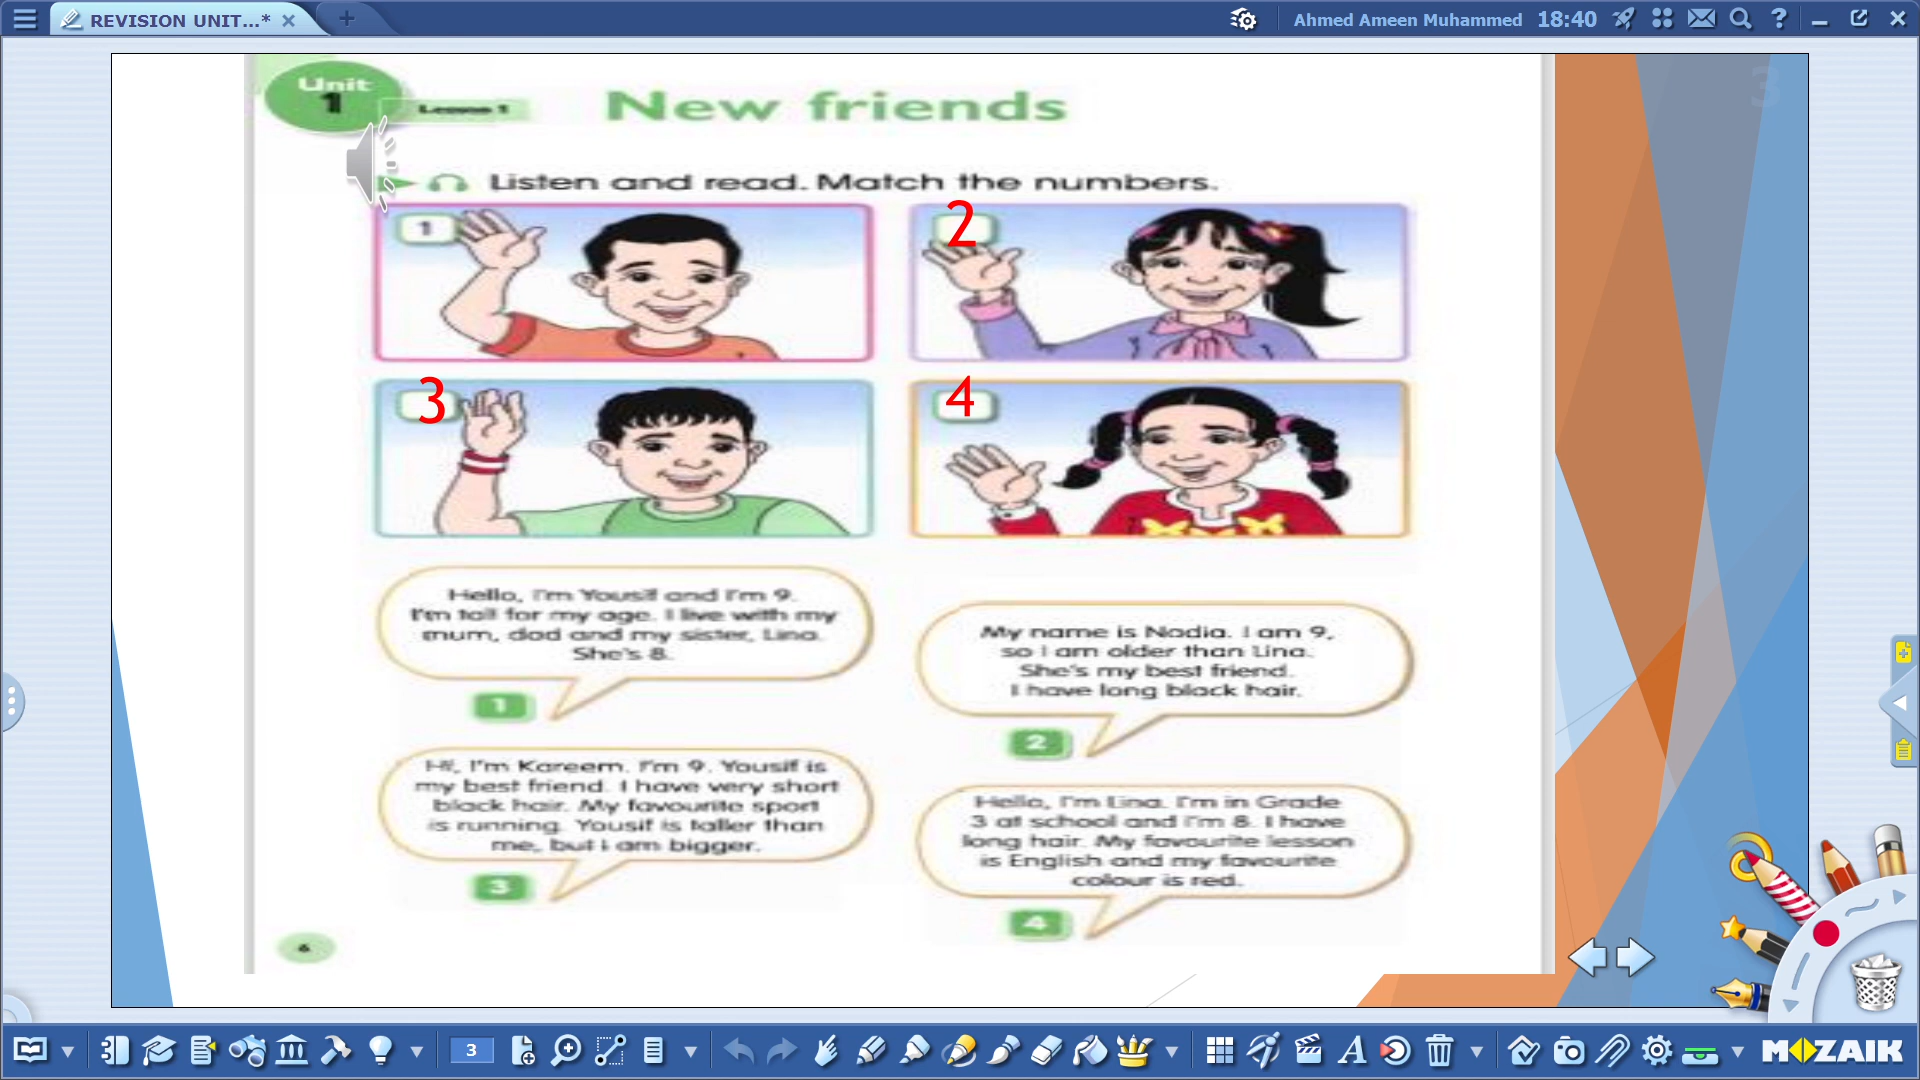 REVISION UNIT...*
Ahmed Ameen Muhammed 18:40
3
Unit
1
Lesson 1
New friends
Listen and read. Match the numbers.
1
2
3
4
Hello, I'm Yousif and I'm 9.
I'm tall for my age. I live with my
mum, dad and my sister, Lina.
She's 8.
1
My name is Nadia. I am 9,
so I am older than Lina.
She's my best friend.
I have long black hair.
2
Hi, I'm Kareem. I'm 9. Yousif is
my best friend. I have very short
black hair. My favourite sport
is running. Yousif is taller than
me, but I am bigger.
3
Hello, I'm Lina. I'm in Grade
3 at school and I'm 8. I have
long hair. My favourite lesson
is English and my favourite
colour is red.
4
6
3
MOZAIK